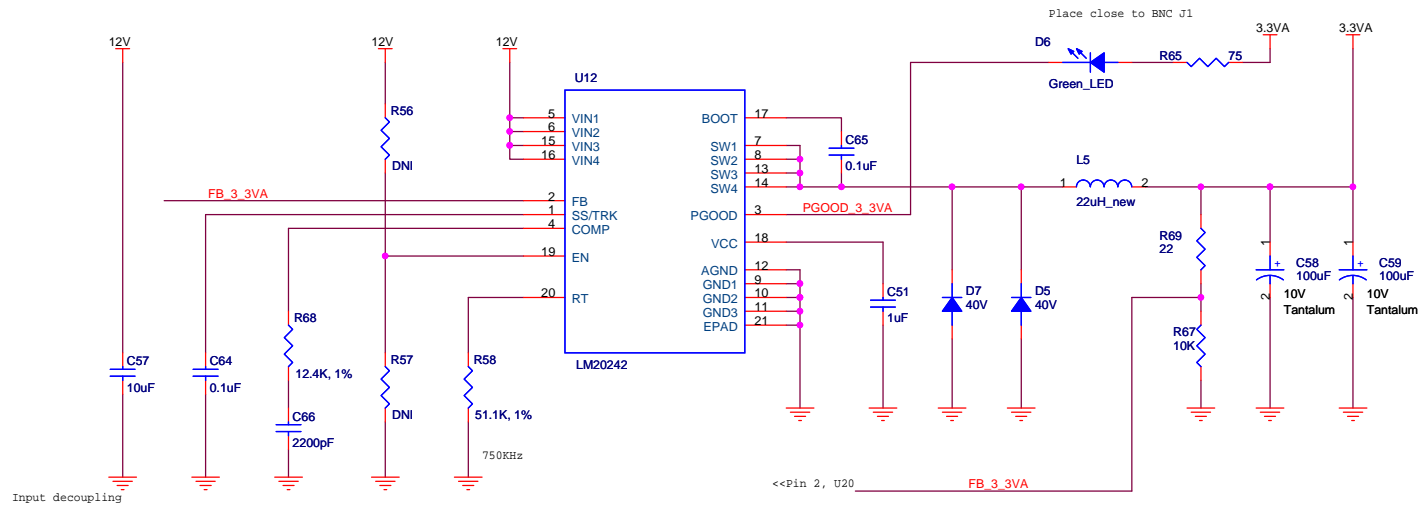 Place close to BNC J1
12V
12V
12V
3.3VA
3.3VA
D6
R65
75
Green_LED
U12
R56
DNI
5
VIN1
6
VIN2
15
VIN3
16
VIN4
BOOT
17
C65
0.1uF
SW1
7
SW2
8
SW3
13
SW4
14
L5
1
2
22uH_new
FB_3_3VA
2
FB
1
SS/TRK
4
COMP
PGOOD
3
PGOOD_3_3VA
19
EN
VCC
18
20
RT
AGND
12
GND1
9
GND2
10
GND3
11
EPAD
21
LM20242
R69
22
C58
100uF
10V
Tantalum
1
+
2
C59
100uF
10V
Tantalum
1
+
2
C51
1uF
D7
40V
D5
40V
R67
10K
R68
12.4K, 1%
C57
10uF
C64
0.1uF
R57
DNI
R58
51.1K, 1%
C66
2200pF
750KHz
Input decoupling
<<Pin 2, U20
FB_3_3VA